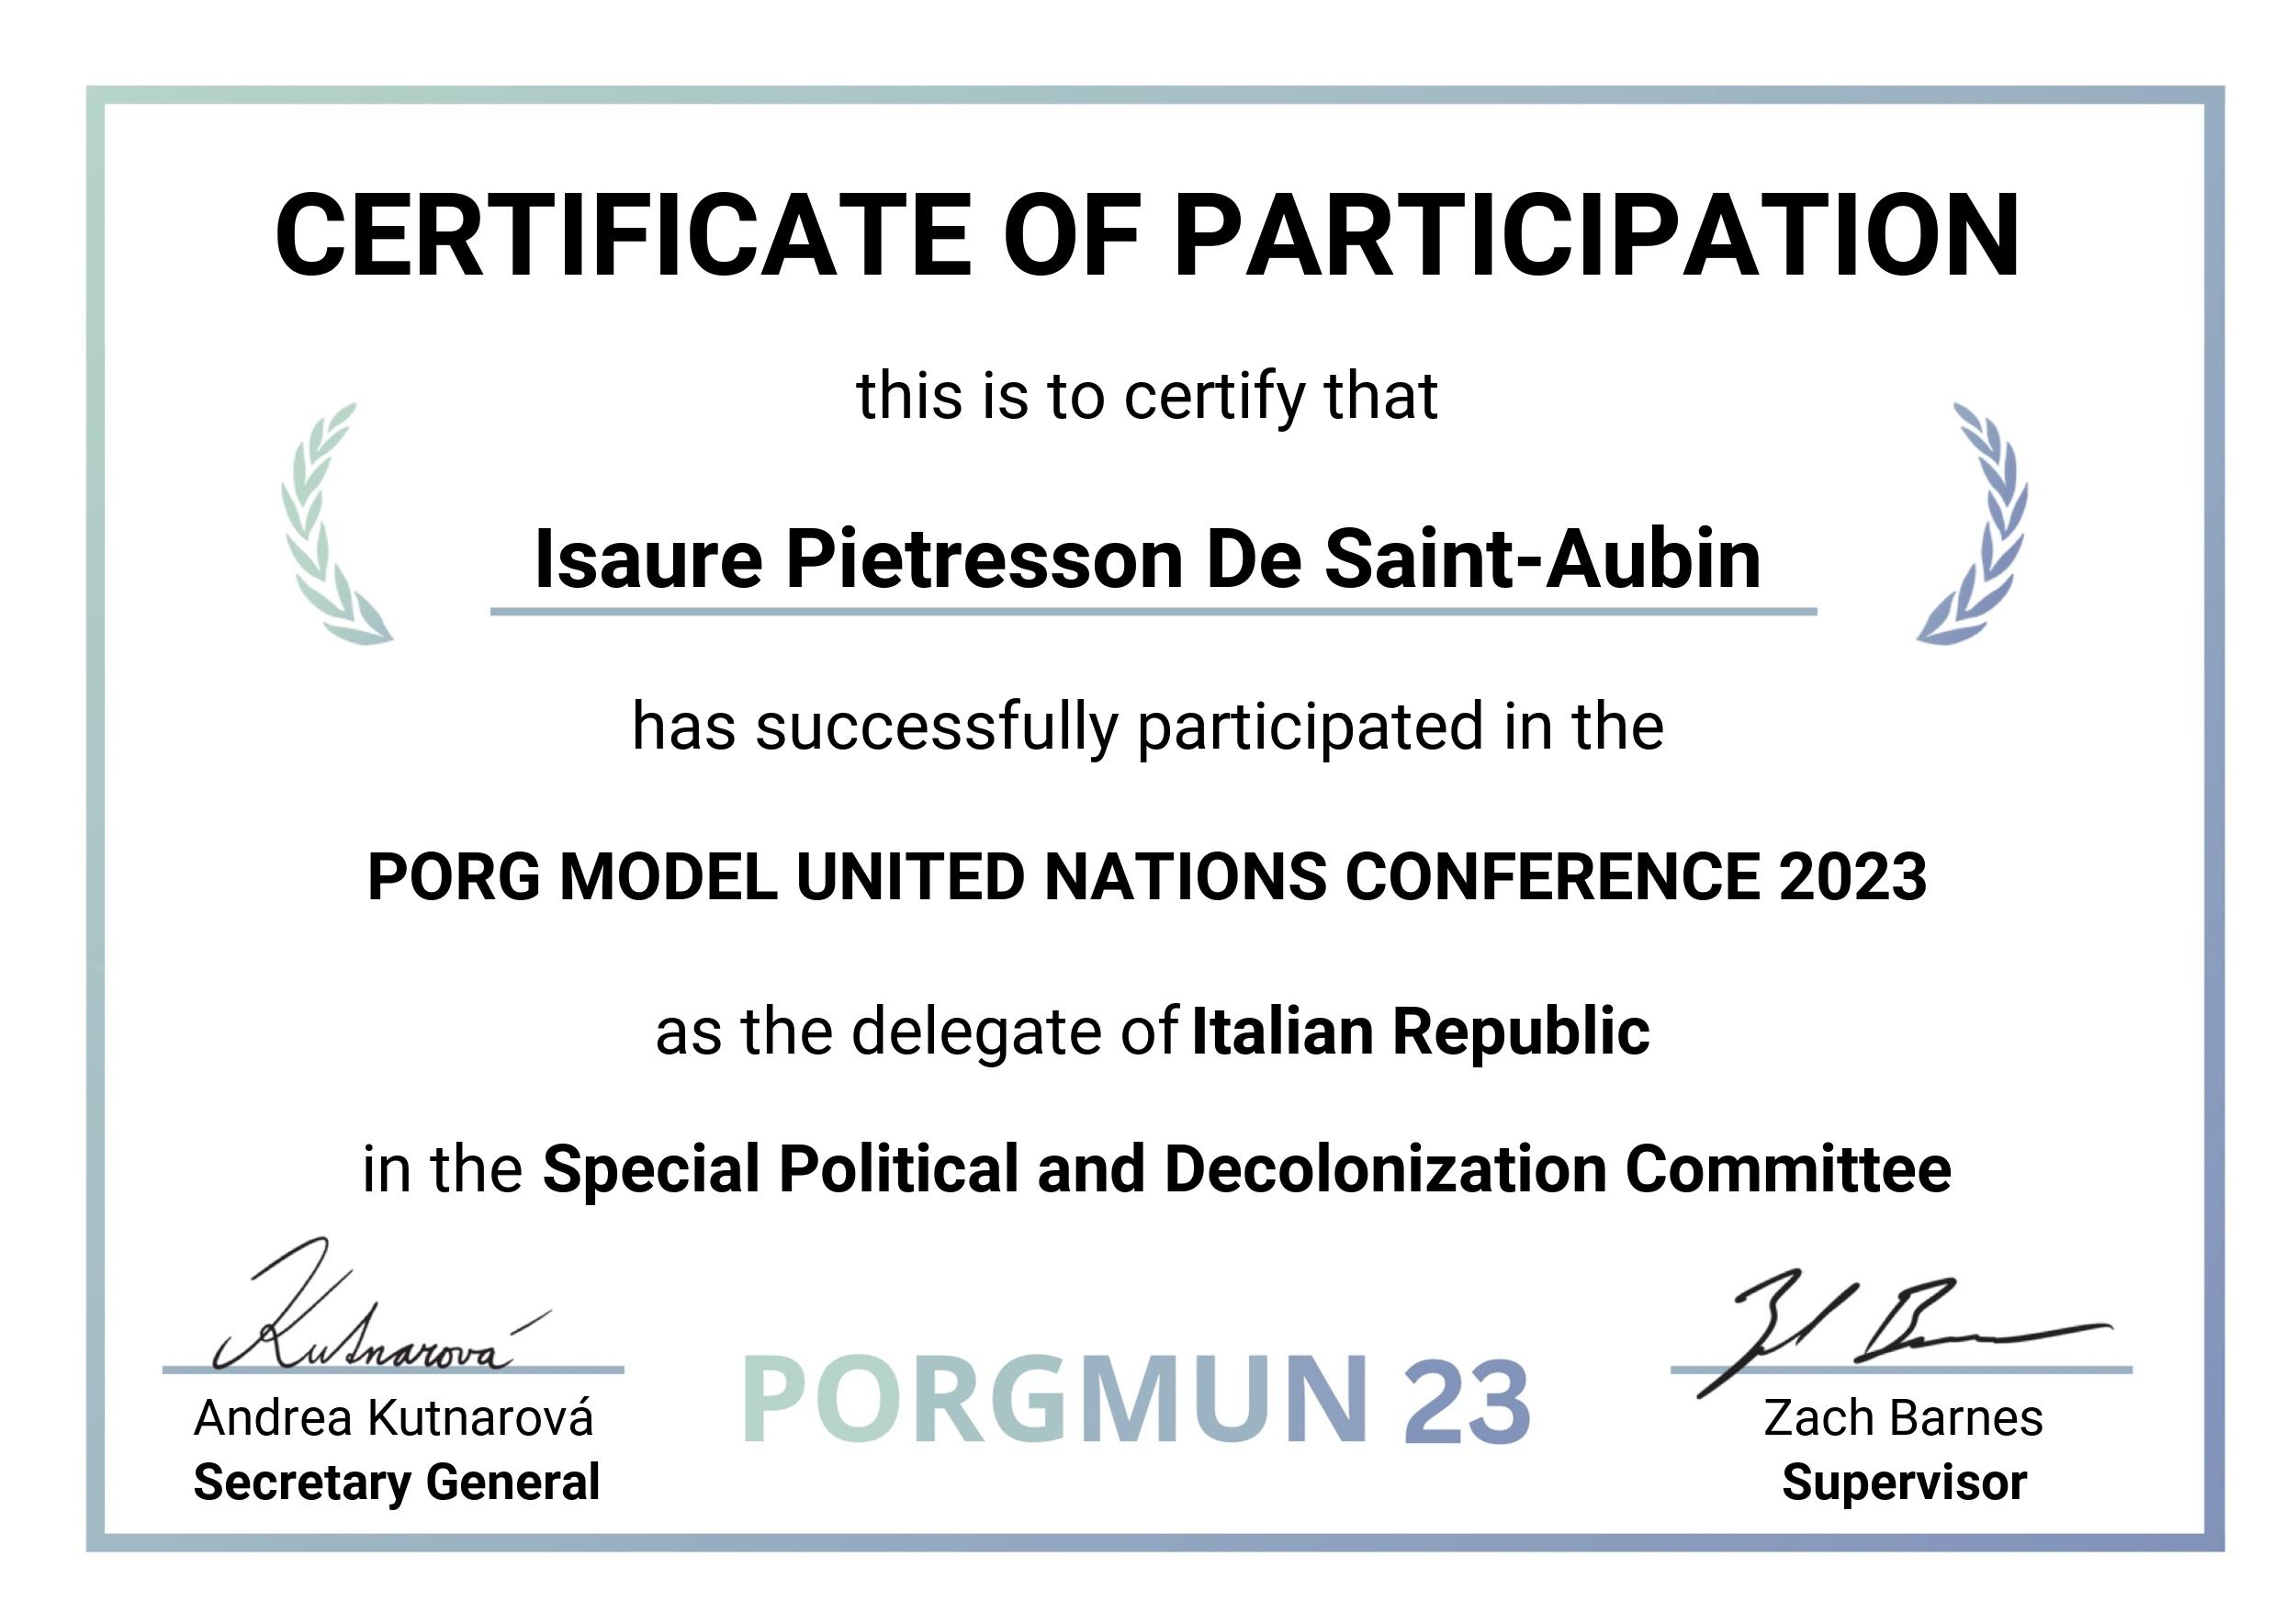 CERTIFICATE OF PARTICIPATION
this is to certify that
Isaure Pietresson De Saint-Aubin
has successfully participated in the
PORG MODEL UNITED NATIONS CONFERENCE 2023
as the delegate of Italian Republic
in the Special Political and Decolonization Committee
Kutnarová
Andrea Kutnarová
Secretary General
PORGMUN 23
Zach Barnes
Supervisor